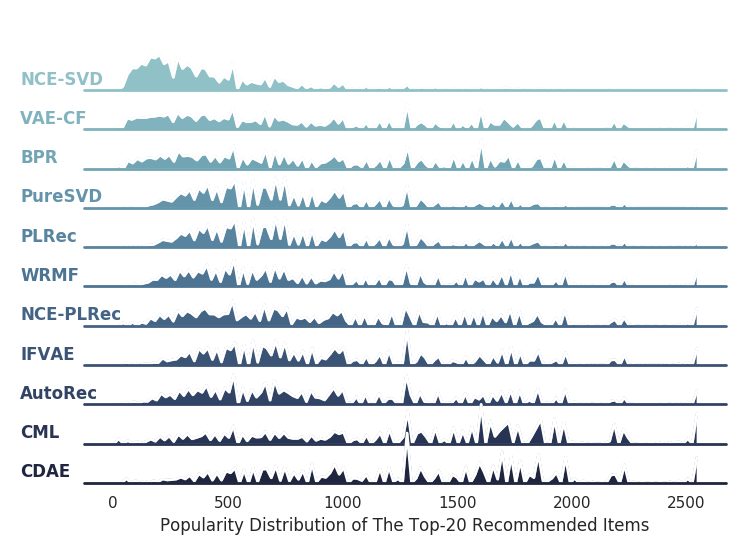 NCE-SVD
VAE-CF
BPR
PureSVD
PLRec
WRMF
NCE-PLRec
IFVAE
AutoRec
CML
CDAE
0 500 1000 1500 2000 2500
Popularity Distribution of The Top-20 Recommended Items